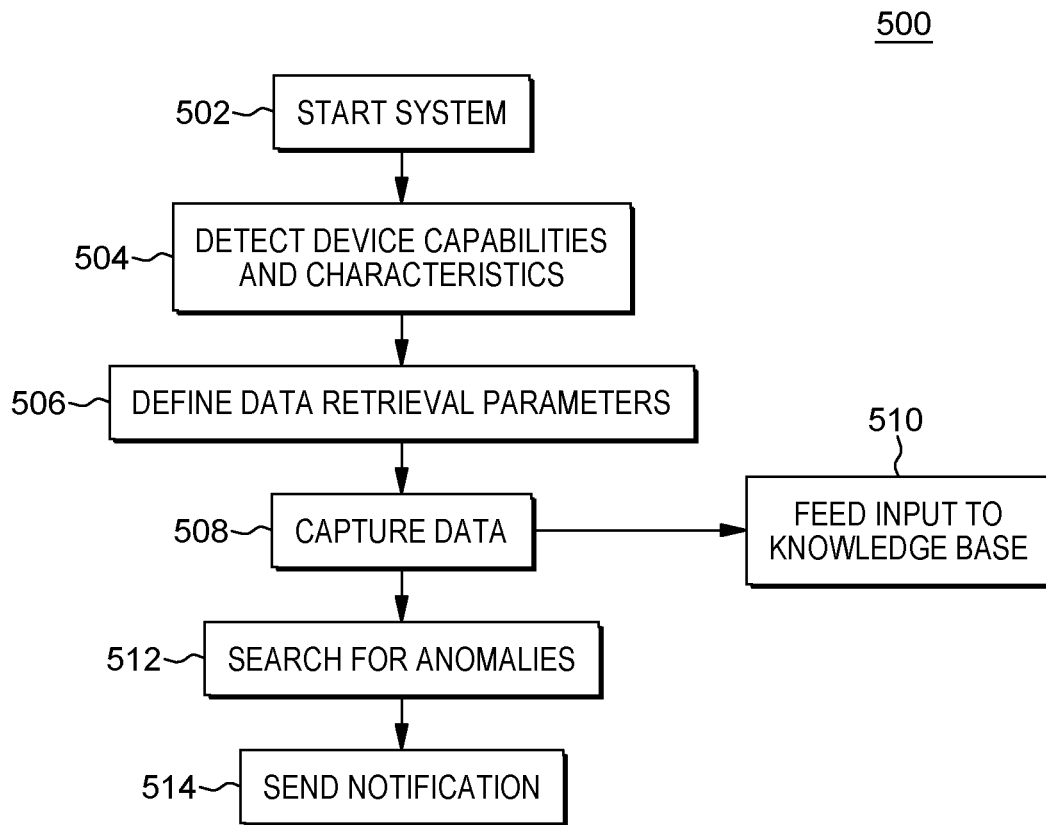 500
502
START SYSTEM
504
DETECT DEVICE CAPABILITIES
AND CHARACTERISTICS
506
DEFINE DATA RETRIEVAL PARAMETERS
508
CAPTURE DATA
510
FEED INPUT TO
KNOWLEDGE BASE
512
SEARCH FOR ANOMALIES
514
SEND NOTIFICATION